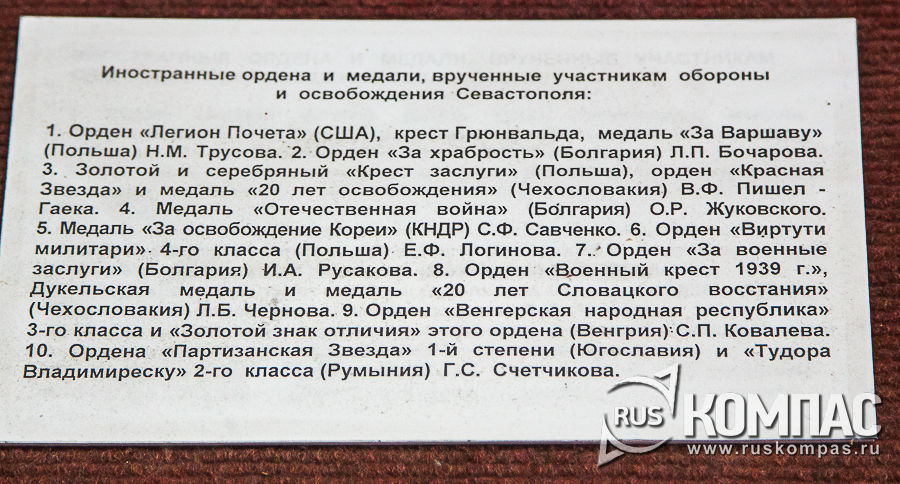 Иностранные ордена и медали, врученные участникам обороны
и освобождения Севастополя:
1. Орден «Легион Почета» (США), крест Грюнвальда, медаль «За Варшаву»
(Польша) Н.М. Трусова. 2. Орден «За храбрость» (Болгария) Л.П. Бочарова.
3. Золотой и серебряный «Крест заслуги» (Польша), орден «Красная
Звезда» и медаль «20 лет освобождения» (Чехословакия) В.Ф. Пишел -
Гаека. 4. Медаль «Отечественная война» (Болгария) О.Р. Жуковского.
5. Медаль «За освобождение Кореи» (КНДР) С.Ф. Савченко. 6. Орден «Виртути
милитари» 4-го класса (Польша) Е.Ф. Логинова. 7. Орден «За военные
заслуги» (Болгария) И.А. Русакова. 8. Орден «Военный крест 1939 г.»,
Дукельская медаль и медаль «20 лет Словацкого восстания»
(Чехословакия) Л.Б. Чернова. 9. Орден «Венгерская народная республика»
3-го класса и «Золотой знак отличия» этого ордена (Венгрия) С.П. Ковалева.
10. Ордена «Партизанская Звезда» 1-й степени (Югославия) и «Тудора
Владимиреску» 2-го класса (Румыния) Г.С. Счетчикова.
RUS КОМПАС
www.ruskompas.ru